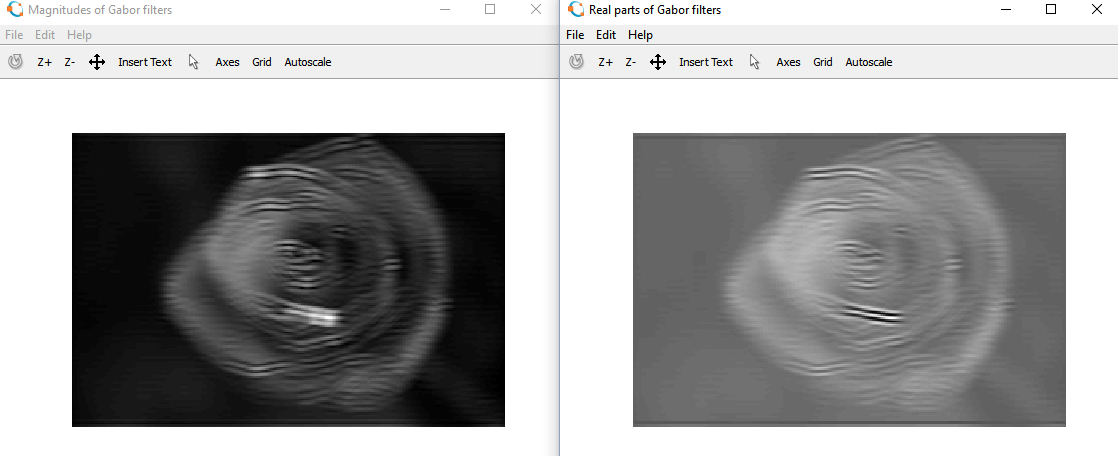 Magnitudes of Gabor filters
File Edit Help
Z+ Z- Insert Text Axes Grid Autoscale
Real parts of Gabor filters
File Edit Help
Z+ Z- Insert Text Axes Grid Autoscale